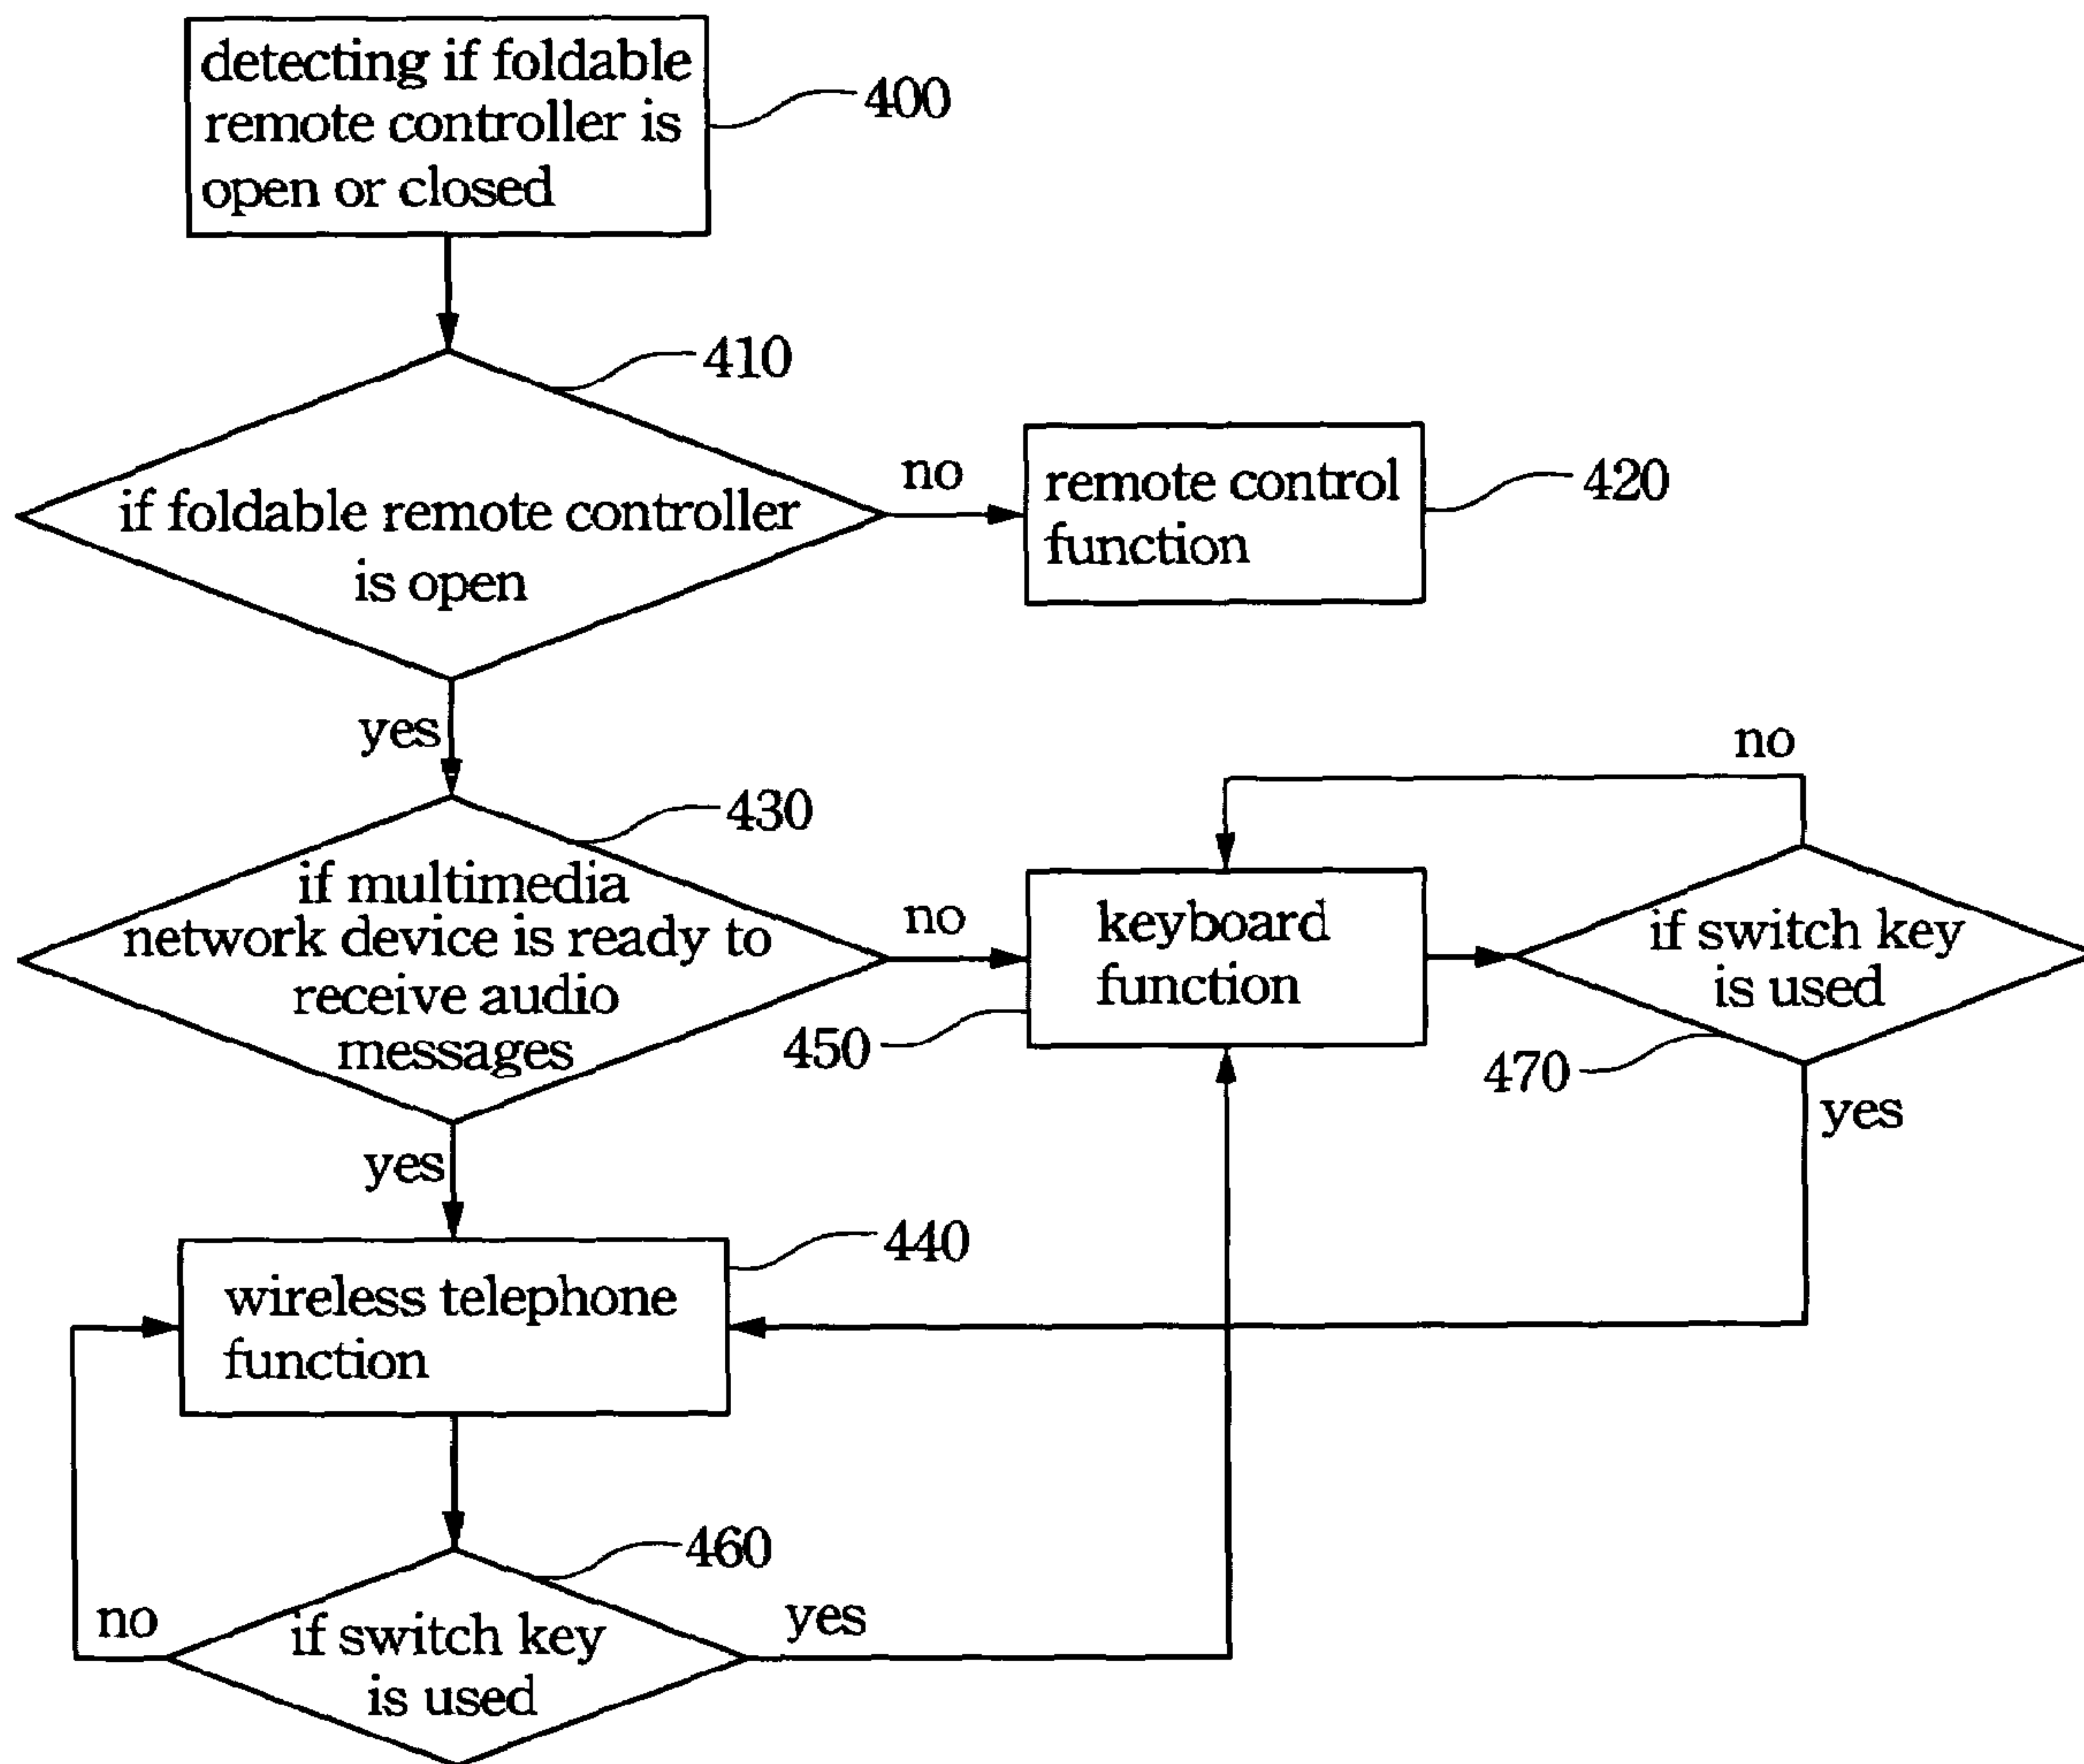 detecting if foldable
remote controller is
open or closed
400
410
if foldable remote controller
is open
no
remote control
function
420
yes
430
if multimedia
network device is ready to
receive audio
messages
no
keyboard
function
450
no
if switch key
is used
470
yes
yes
440
wireless telephone
function
460
if switch key
is used
no
yes